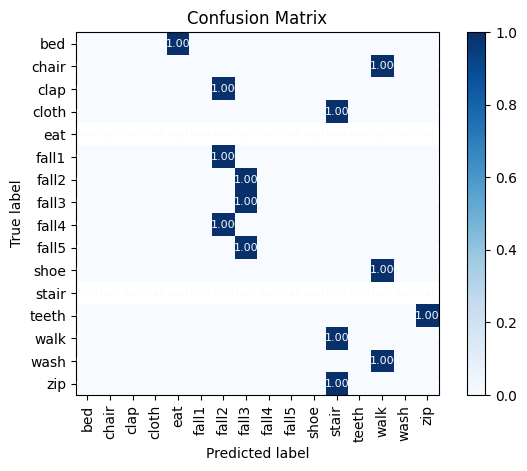 Confusion Matrix
True label
bed
chair
clap
cloth
eat
fall1
fall2
fall3
fall4
fall5
shoe
stair
teeth
walk
wash
zip
1.00
1.00
1.00
1.00
1.00
1.00
1.00
1.00
1.00
1.00
1.00
1.00
1.00
1.00
bed chair clap cloth eat fall1 fall2 fall3 fall4 fall5 shoe stair teeth walk wash zip
Predicted label
1.0
0.8
0.6
0.4
0.2
0.0